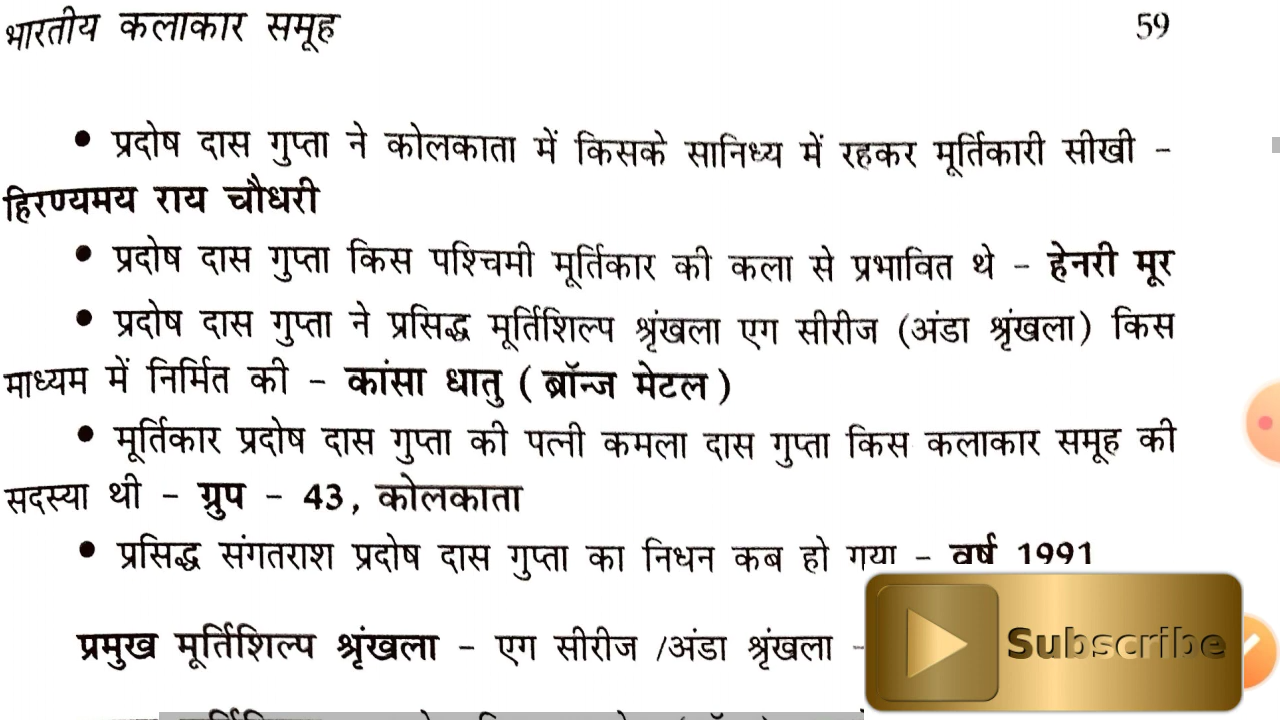 भारतीय कलाकार समूह 59
• प्रदोष दास गुप्ता ने कोलकाता में किसके सानिध्य में रहकर मूर्तिकारी सीखी -
हिरण्यमय राय चौधरी
• प्रदोष दास गुप्ता किस पश्चिमी मूर्तिकार की कला से प्रभावित थे - हेनरी मूर
• प्रदोष दास गुप्ता ने प्रसिद्ध मूर्तिशिल्प श्रृंखला एग सीरीज (अंडा श्रृंखला) किस
माध्यम में निर्मित की - कांसा धातु ( ब्रॉन्ज मेटल )
• मूर्तिकार प्रदोष दास गुप्ता की पत्नी कमला दास गुप्ता किस कलाकार समूह की
सदस्या थी - ग्रुप - 43, कोलकाता
• प्रसिद्ध संगतराश प्रदोष दास गुप्ता का निधन कब हो गया - वर्ष 1991
प्रमुख मूर्तिशिल्प श्रृंखला - एग सीरीज /अंडा श्रृंखला -
Subscribe